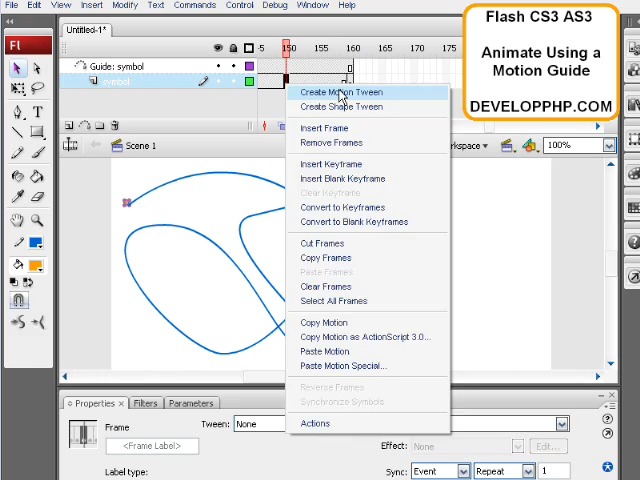 File Edit View Insert Modify Text Commands Control Debug Window Help
Flash CS3 AS3
Animate Using a
Motion Guide
DEVELOPPHP.COM
Untitled-1*
Fl
5 150 155 160 165 170
Guide: symbol
symbol
Scene 1
Workspace
100%
Create Motion Tween
Create Shape Tween
Insert Frame
Remove Frames
Insert Keyframe
Insert Blank Keyframe
Clear Keyframe
Convert to Keyframes
Convert to Blank Keyframes
Cut Frames
Copy Frames
Paste Frames
Clear Frames
Select All Frames
Copy Motion
Copy Motion as ActionScript 3.0...
Paste Motion
Paste Motion Special...
Reverse Frames
Synchronize Symbols
Actions
Properties Filters Parameters
Frame
Tween: None
<Frame Label>
Effect: None Edit...
Label type:
Sync: Event Repeat 1